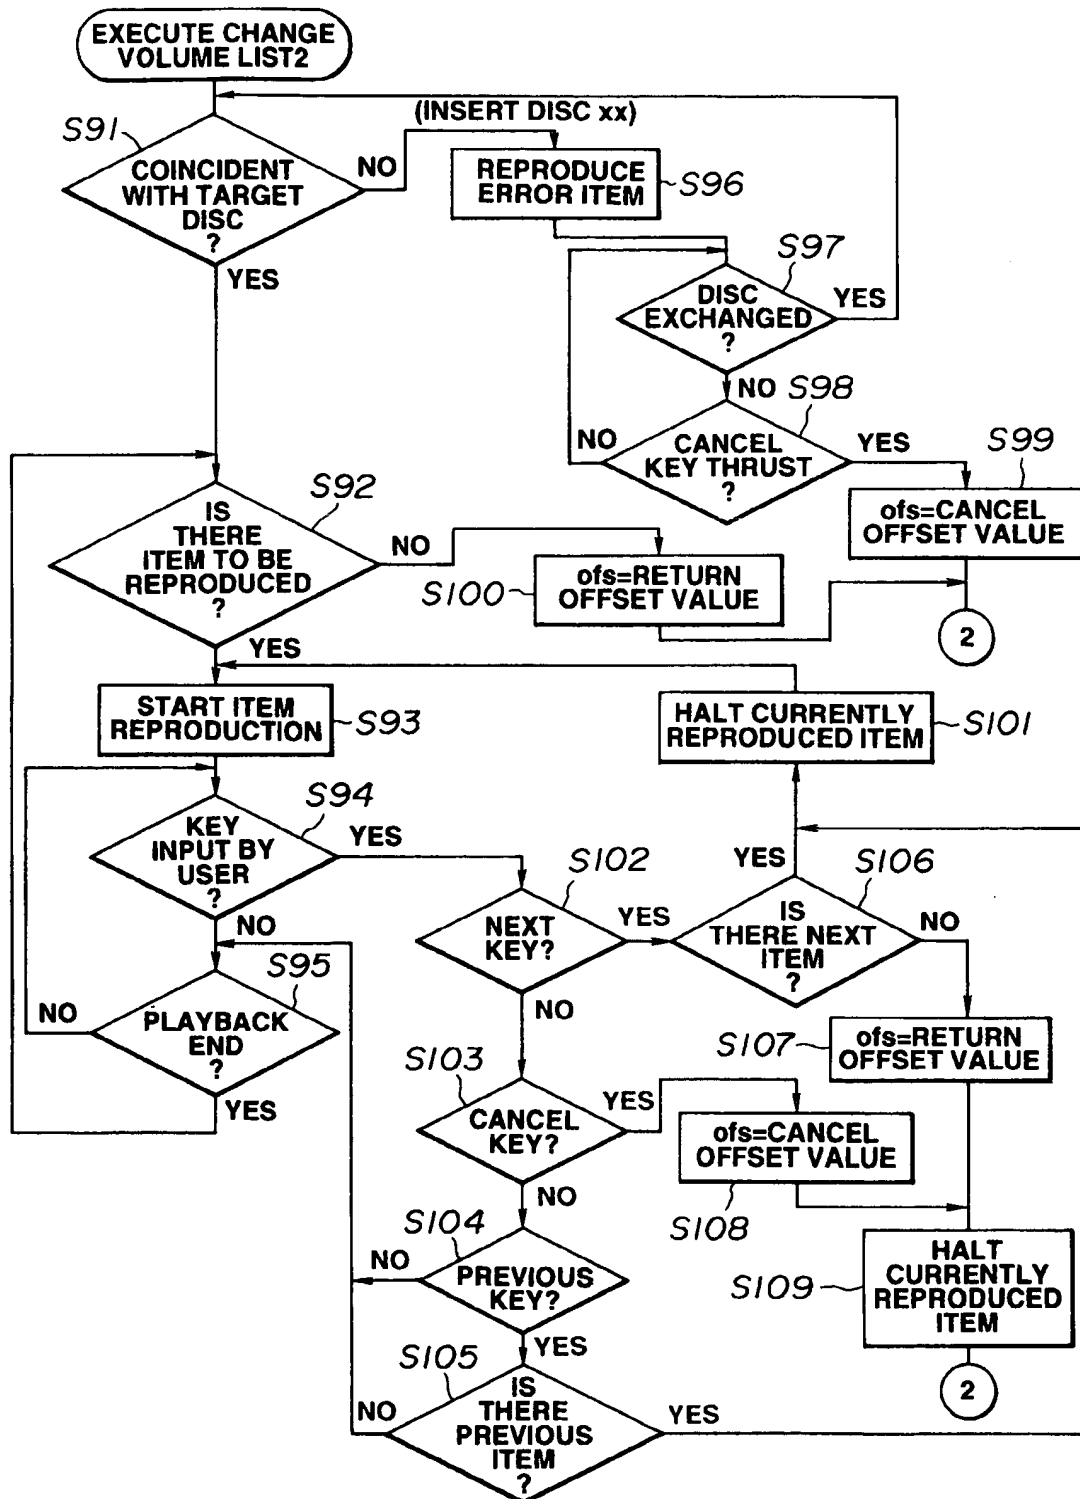 EXECUTE CHANGE
VOLUME LIST2
(INSERT DISC xx)
S91
COINCIDENT
WITH TARGET
DISC
?
NO
YES
REPRODUCE
ERROR ITEM
S96
S97
DISC
EXCHANGED
?
YES
NO
S98
CANCEL
KEY THRUST
?
NO
YES
S99
ofs=CANCEL
OFFSET VALUE
2
S92
IS
THERE
ITEM TO BE
REPRODUCED
?
NO
YES
S100
ofs=RETURN
OFFSET VALUE
START ITEM
REPRODUCTION
S93
HALT CURRENTLY
REPRODUCED ITEM
S101
S94
KEY
INPUT BY
USER
?
YES
NO
S102
NEXT
KEY?
YES
NO
S106
IS
THERE NEXT
ITEM
?
YES
NO
S95
PLAYBACK
END
?
NO
YES
S107
ofs=RETURN
OFFSET VALUE
S103
CANCEL
KEY?
YES
NO
ofs=CANCEL
OFFSET VALUE
S108
S104
PREVIOUS
KEY?
NO
YES
S109
HALT
CURRENTLY
REPRODUCED
ITEM
2
S105
IS
THERE
PREVIOUS
ITEM
?
NO
YES